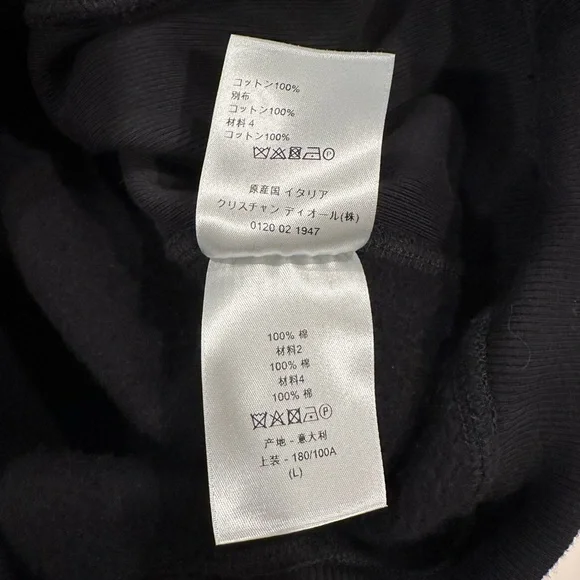 コットン100%
別布
コットン100%
材料 4
コットン100%
原産国 イタリア
クリスチャン ディオール(株)
0120 02 1947
100% 棉
材料2
100% 棉
材料4
100% 棉
产地 - 意大利
上装 - 180/100A
(L)